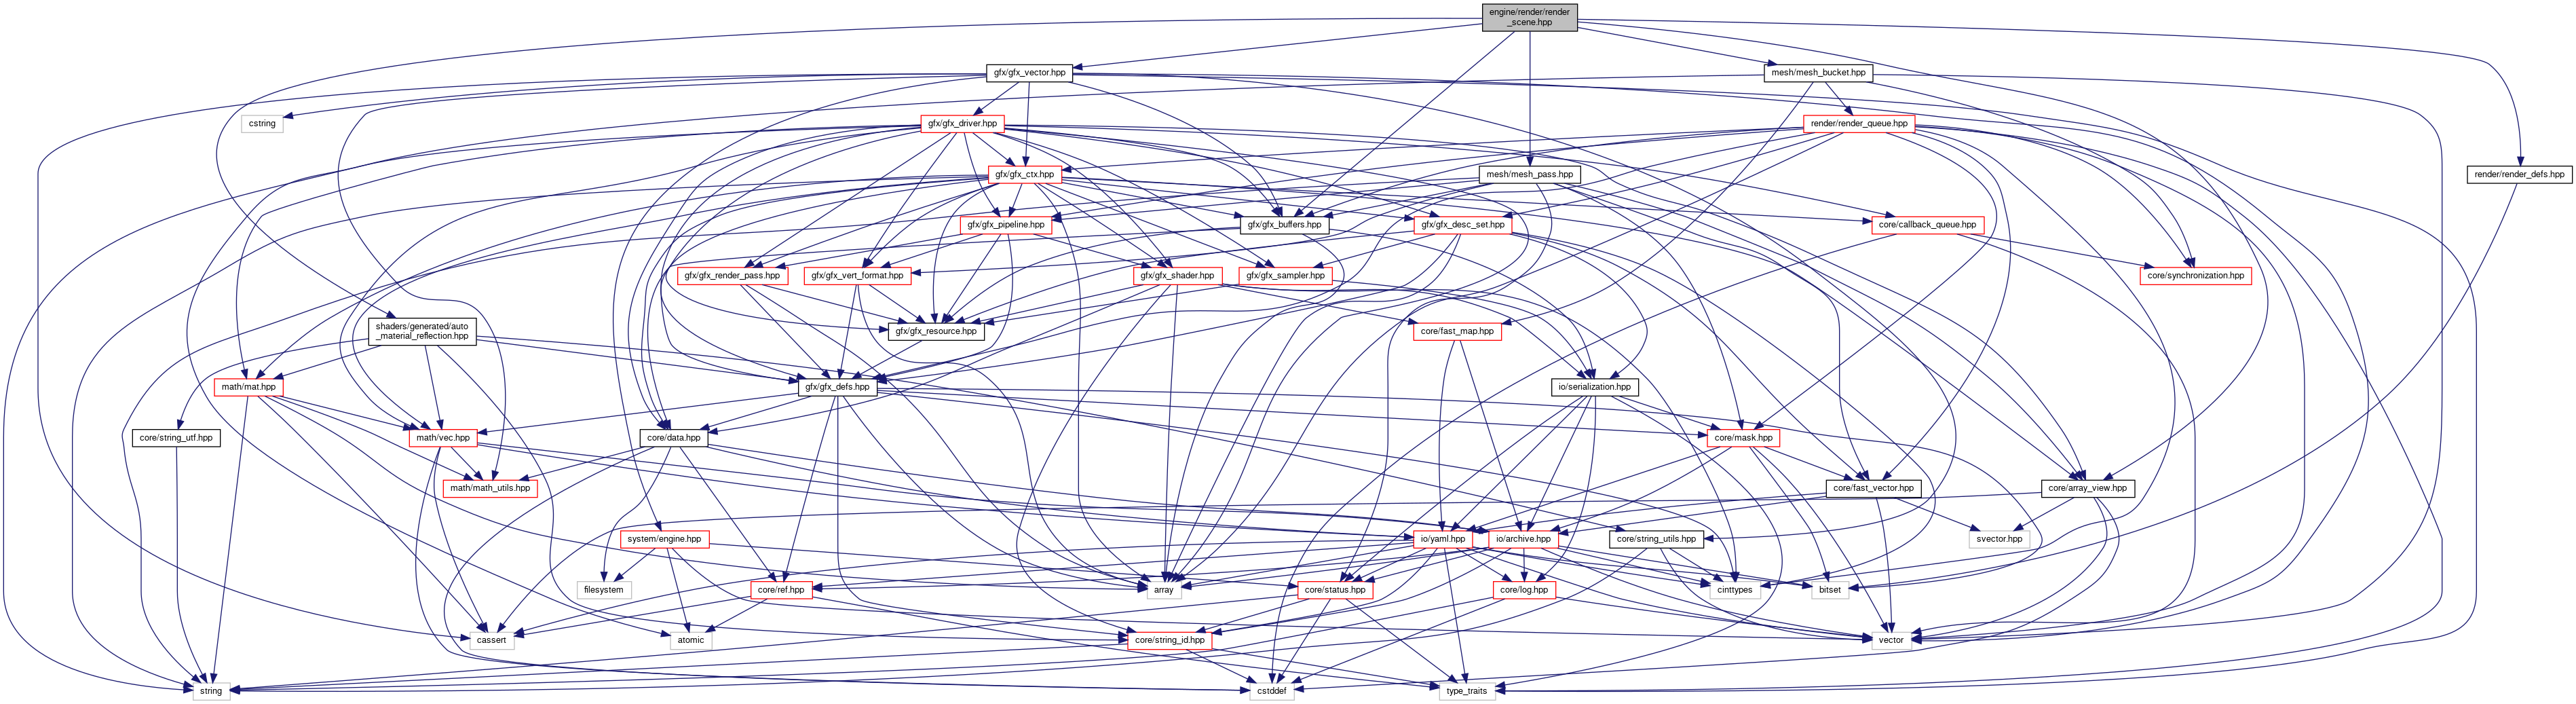 engine/render/render
_scene.hpp
gfx/gfx_vector.hpp
mesh/mesh_bucket.hpp
cstring
gfx/gfx_driver.hpp
render/render_queue.hpp
gfx/gfx_ctx.hpp
mesh/mesh_pass.hpp
render/render_defs.hpp
gfx/gfx_pipeline.hpp
gfx/gfx_buffers.hpp
gfx/gfx_desc_set.hpp
core/callback_queue.hpp
gfx/gfx_render_pass.hpp
gfx/gfx_vert_format.hpp
gfx/gfx_shader.hpp
gfx/gfx_sampler.hpp
core/synchronization.hpp
shaders/generated/auto
_material_reflection.hpp
gfx/gfx_resource.hpp
core/fast_map.hpp
math/mat.hpp
gfx/gfx_defs.hpp
io/serialization.hpp
core/string_utf.hpp
math/vec.hpp
core/data.hpp
core/mask.hpp
math/math_utils.hpp
core/fast_vector.hpp
core/array_view.hpp
system/engine.hpp
io/yaml.hpp
io/archive.hpp
core/string_utils.hpp
svector.hpp
filesystem
core/ref.hpp
array
core/status.hpp
core/log.hpp
cinttypes
bitset
cassert
atomic
core/string_id.hpp
vector
string
cstddef
type_traits